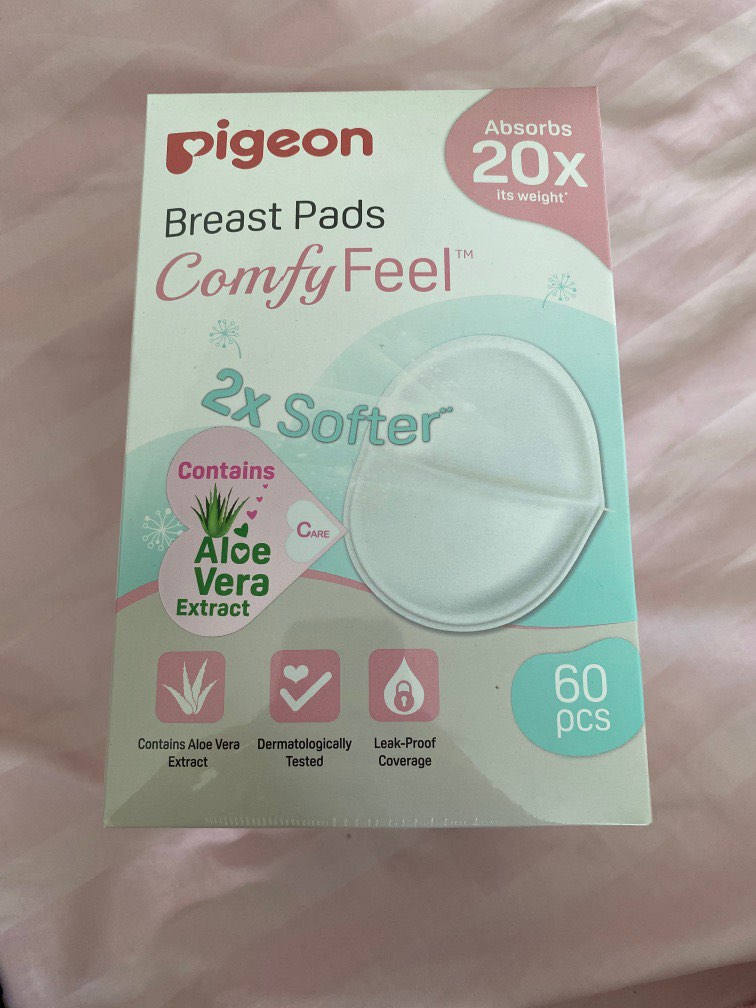 pigeon
Absorbs
20x
its weight*
Breast Pads
ComfyFeel™
2x Softer**
Contains
Aloe
Vera
Extract
CARE
60
pcs
Contains Aloe Vera
Extract
Dermatologically
Tested
Leak-Proof
Coverage